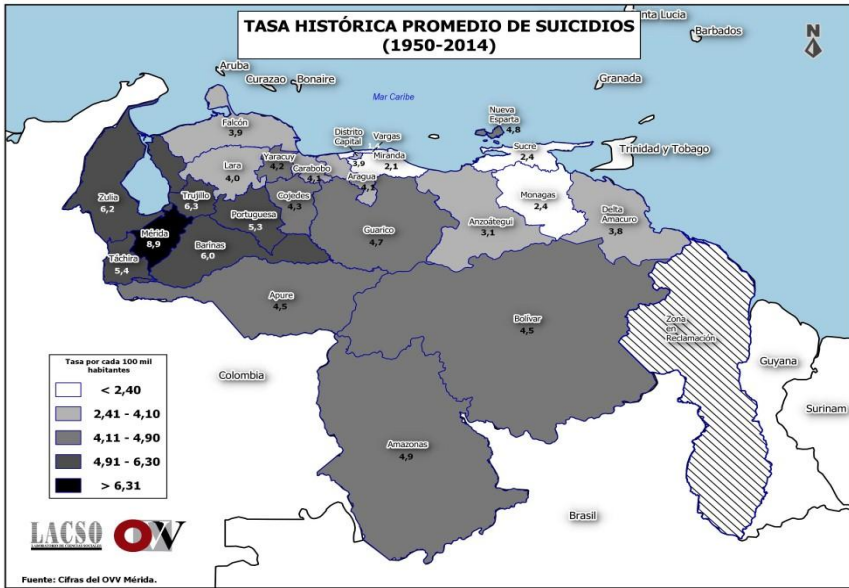 TASA HISTÓRICA PROMEDIO DE SUICIDIOS
(1950-2014)
N
Santa Lucia
Barbados
Aruba
Curazao
Bonaire
Granada
Mar Caribe
Trinidad y Tobago
Nueva
Esparta
4,8
Falcón
3,9
Distrito
Capital
3,9
Vargas
Miranda
2,1
Sucre
2,4
Lara
4,0
Yaracuy
4,2
Carabobo
4,1
Aragua
4,1
Monagas
2,4
Zulia
6,2
Trujillo
6,3
Cojedes
4,3
Portuguesa
5,3
Guarico
4,7
Anzoátegui
3,1
Delta
Amacuro
3,8
Mérida
8,9
Barinas
6,0
Táchira
5,4
Apure
4,5
Bolívar
4,5
Zona
en
Reclamación
Guyana
Surinam
Colombia
Amazonas
4,9
Brasil
Tasa por cada 100 mil
habitantes
< 2,40
2,41 - 4,10
4,11 - 4,90
4,91 - 6,30
> 6,31
LACSO
LABORATORIO DE CIENCIAS SOCIALES
OVV
Fuente: Cifras del OVV Mérida.